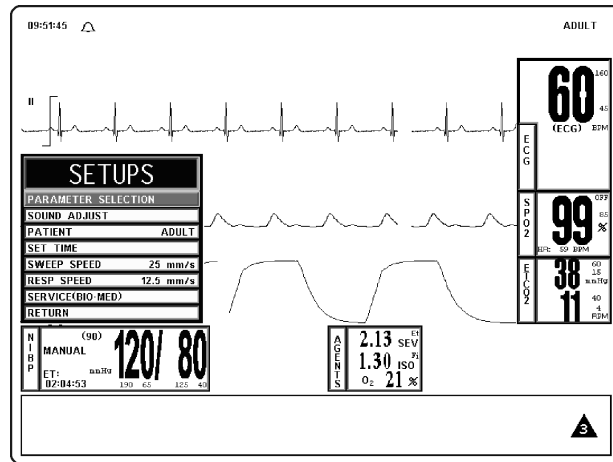 09:51:45
ADULT
II
60
160
45
(ECG)
BPM
ECG
SETUPS
PARAMETER SELECTION
SOUND ADJUST
PATIENT ADULT
SET TIME
SWEEP SPEED 25 mm/s
RESP SPEED 12.5 mm/s
SERVICE(BIO-MED)
RETURN
SPO2
99
OFF
85
%
HR: 59 BPM
ETCO2
38
60
15
mmHg
11
40
4
RPM
NIBP
(90)
MANUAL
mmHg
ET:
02:04:53
120/ 80
190 65 125 40
AGENTS
2.13 SEV Et
1.30 ISO Fi
O2 21 %
3